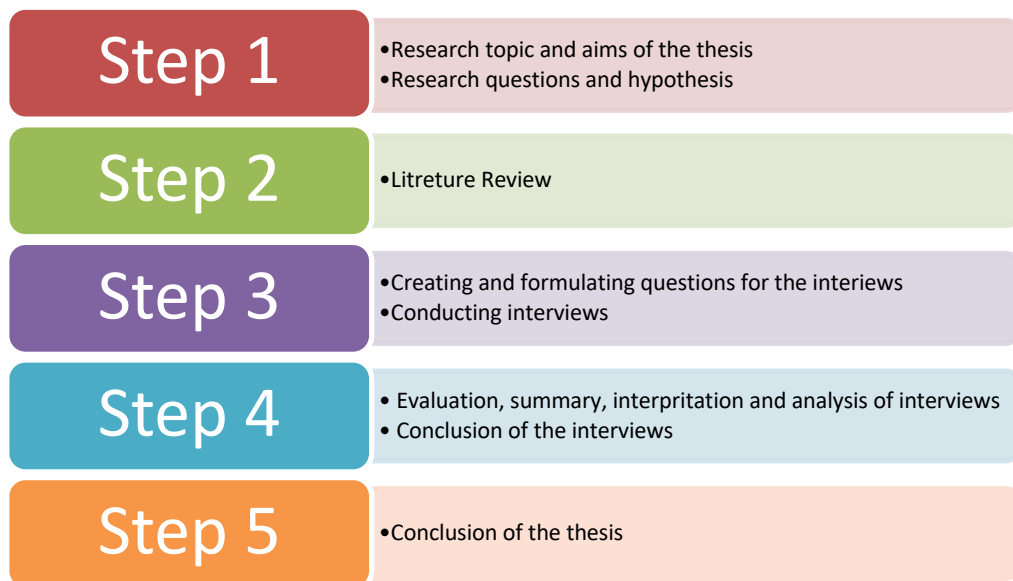 Step 1
•Research topic and aims of the thesis
•Research questions and hypothesis
Step 2
•Litreture Review
Step 3
•Creating and formulating questions for the interiews
•Conducting interviews
Step 4
• Evaluation, summary, interpritation and analysis of interviews
• Conclusion of the interviews
Step 5
•Conclusion of the thesis